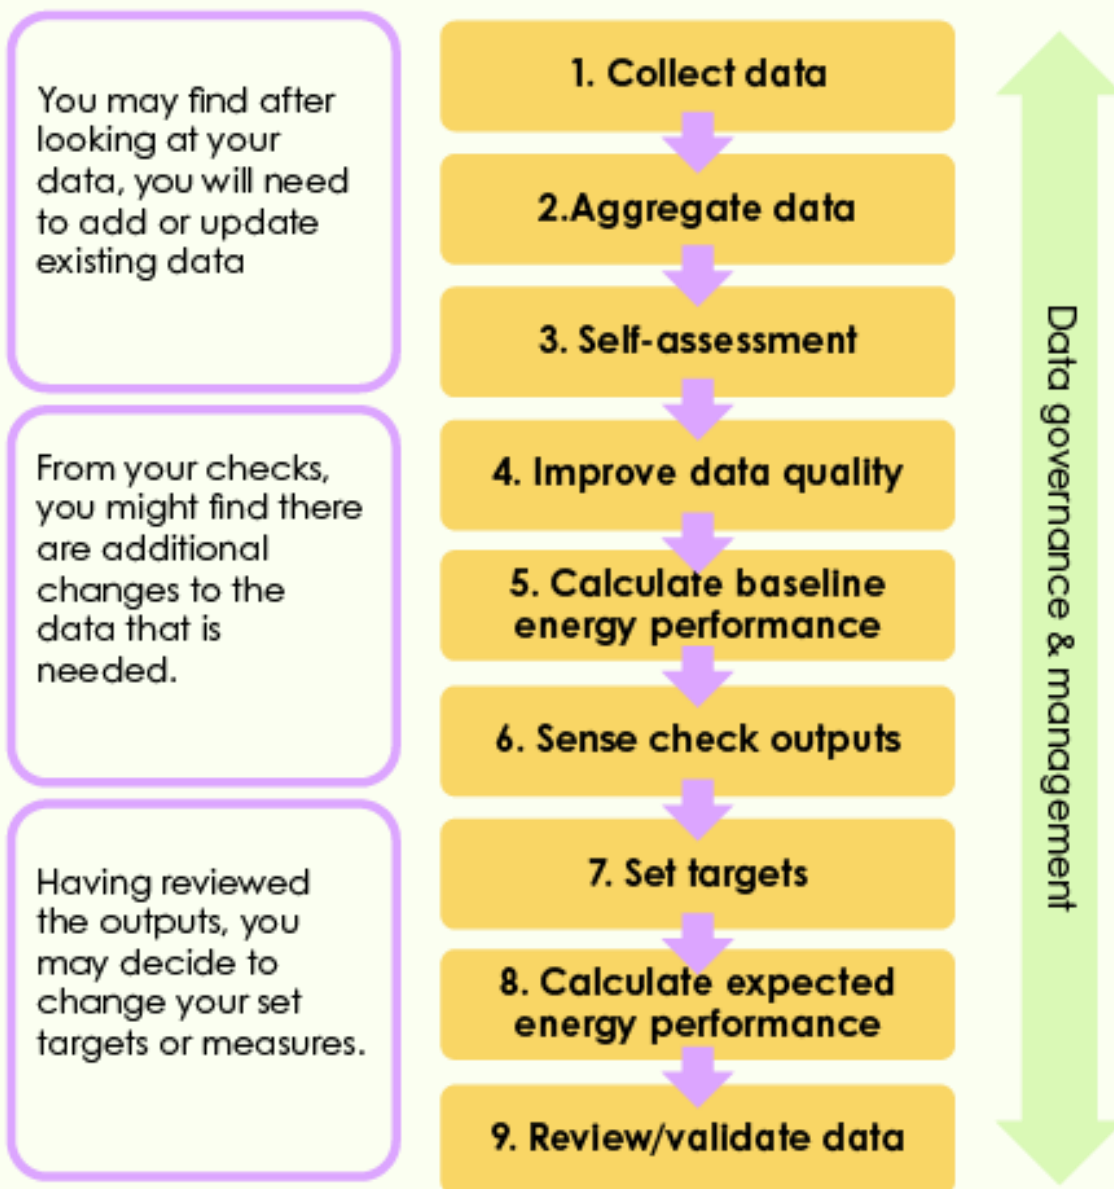 You may find after
looking at your
data, you will need
to add or update
existing data
From your checks,
you might find there
are additional
changes to the
data that is
needed.
Having reviewed
the outputs, you
may decide to
change your set
targets or measures.
1. Collect data
2.Aggregate data
3. Self-assessment
4. Improve data quality
5. Calculate baseline
energy performance
6. Sense check outputs
7. Set targets
8. Calculate expected
energy performance
9. Review/validate data
Data governance & management